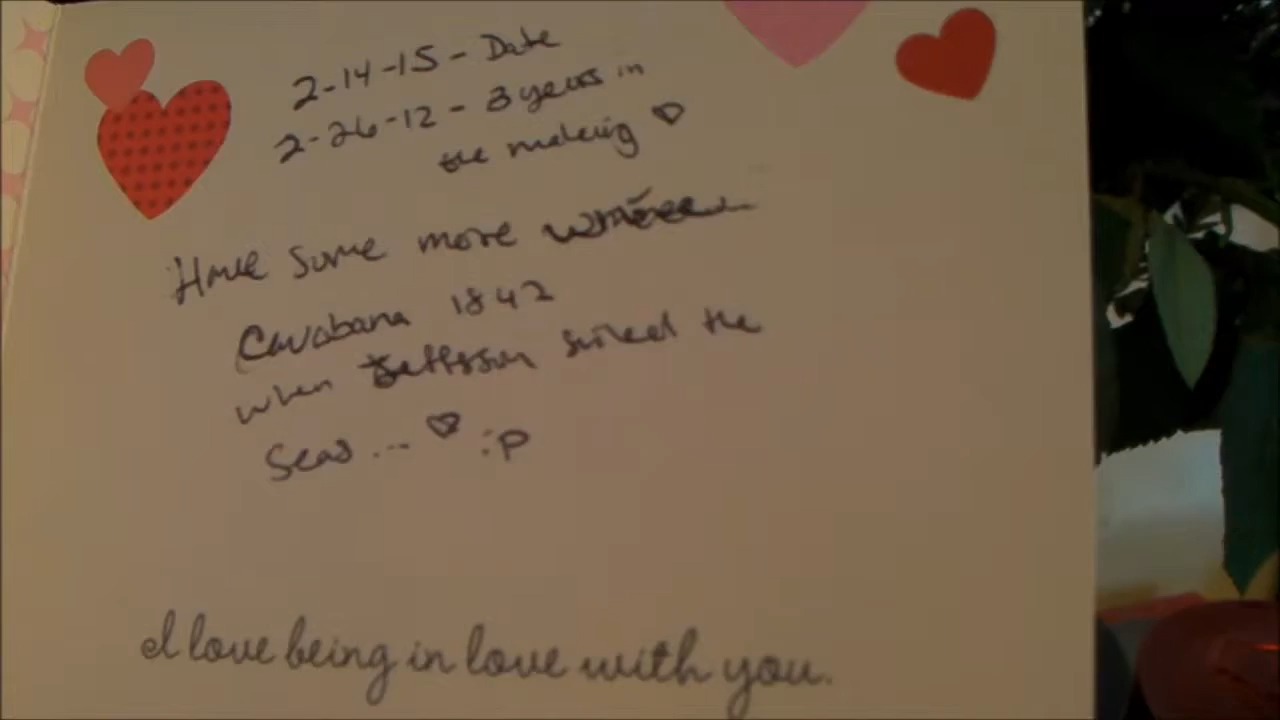 2-14-15 - Date
2-26-12 - 3 years in
the making ♡
Have some more
1842
when Jefferson sailed the
Seas... ♡ :P
I love being in love with you.